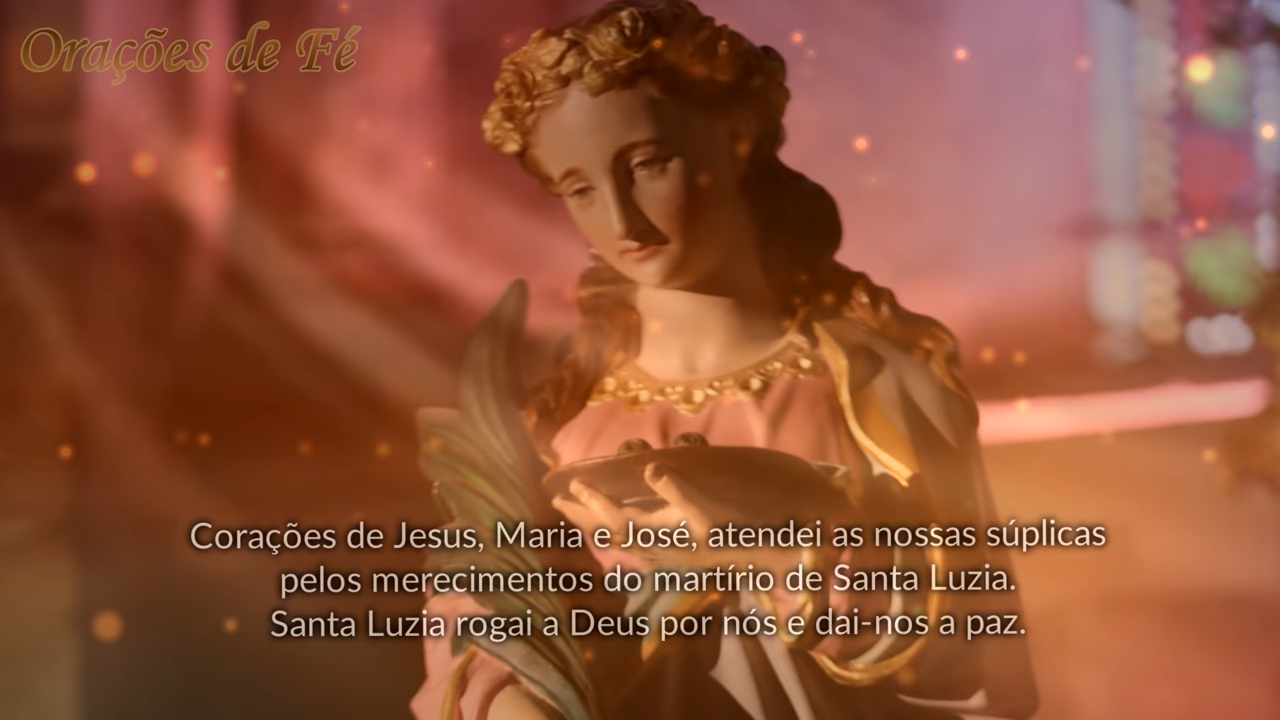 Orações de Fé
Corações de Jesus, Maria e José, atendei as nossas súplicas
pelos merecimentos do martírio de Santa Luzia.
Santa Luzia rogai a Deus por nós e dai-nos a paz.